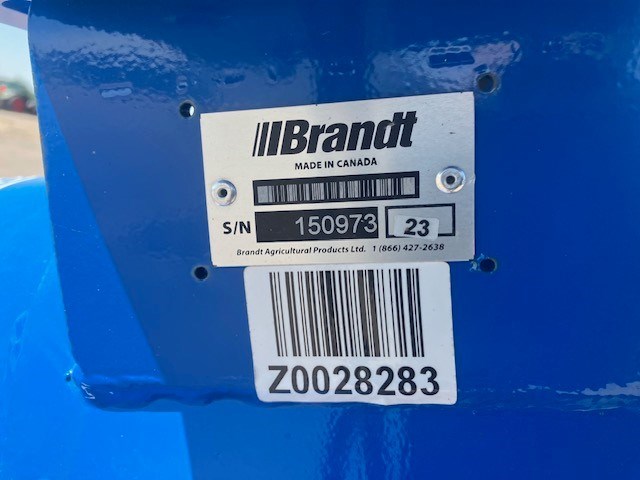 Brandt
MADE IN CANADA
S/N 150973 23
Brandt Agricultural Products Ltd. 1 (866) 427-2638
Z0028283